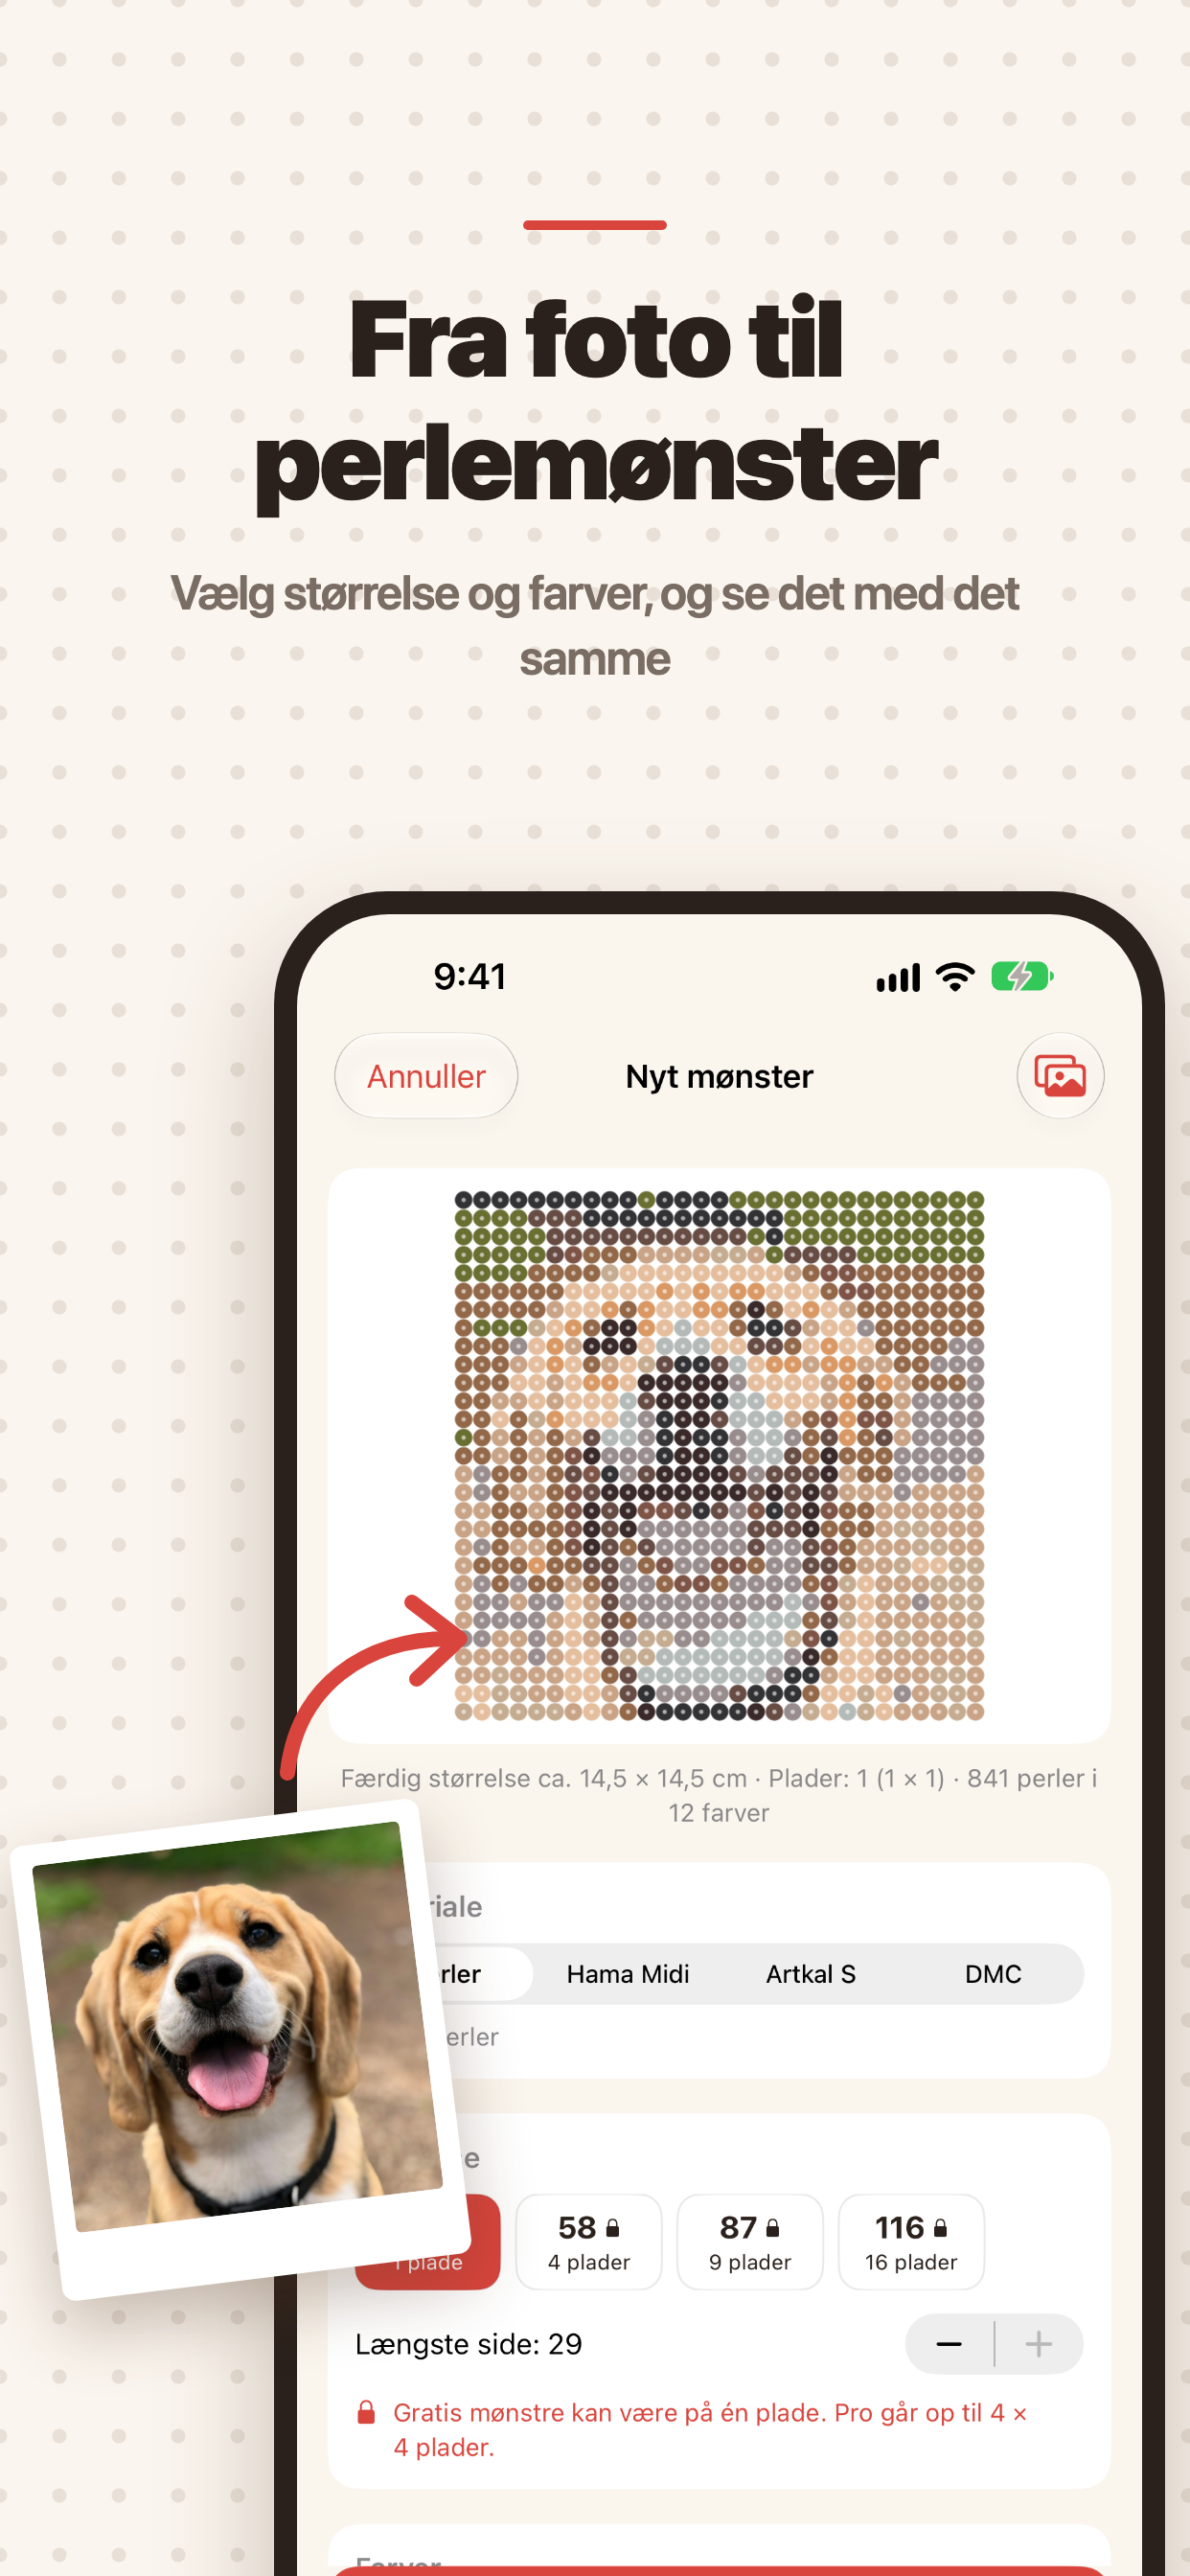 Fra foto til
perlemønster
Vælg størrelse og farver, og se det med det
samme
9:41
Annuller
Nyt mønster
Færdig størrelse ca. 14,5 × 14,5 cm · Plader: 1 (1 × 1) · 841 perler i
12 farver
riale
rler
Hama Midi
Artkal S
DMC
erler
e
58
87
116
1 plade
4 plader
9 plader
16 plader
Længste side: 29
Gratis mønstre kan være på én plade. Pro går op til 4 ×
4 plader.